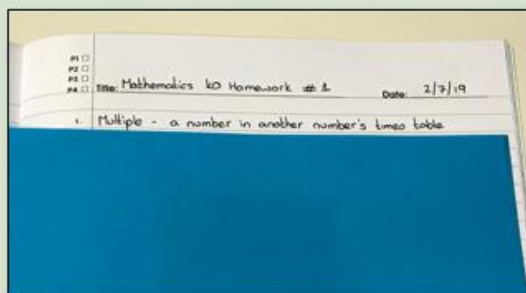 P1 □
P2 □
P3 □
P4 □ Title: Mathematics KO Homework # 1 Date: 2/7/19
1. Multiple - a number in another number's times table